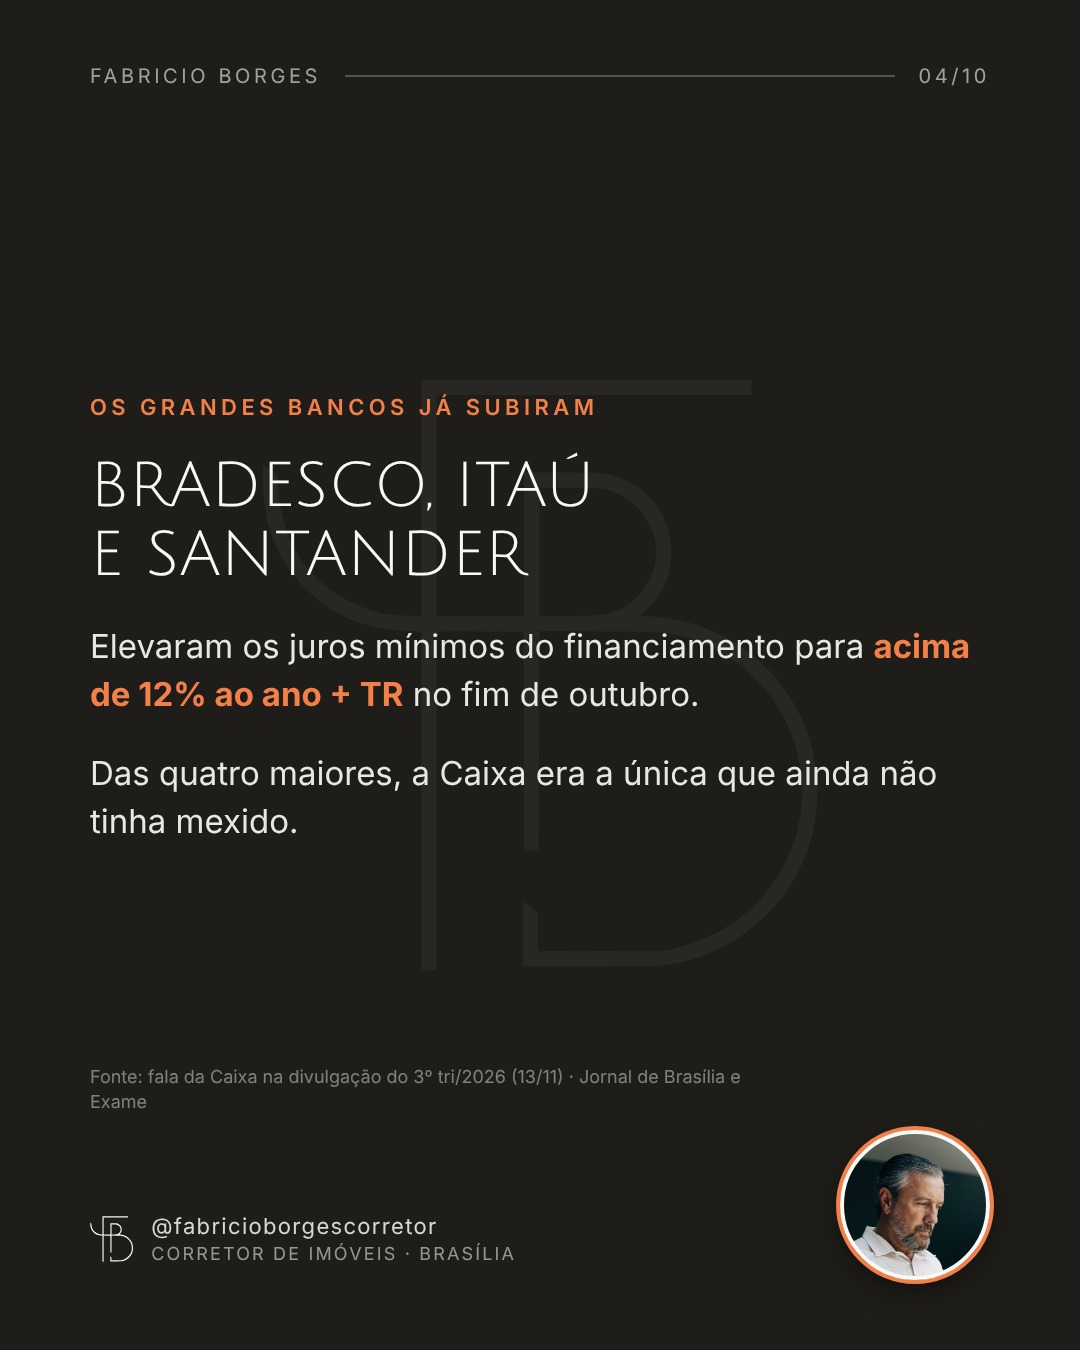 FABRICIO BORGES
04/10
OS GRANDES BANCOS JÁ SUBIRAM
BRADESCO, ITAÚ
E SANTANDER
Elevaram os juros mínimos do financiamento para acima
de 12% ao ano + TR no fim de outubro.
Das quatro maiores, a Caixa era a única que ainda não
tinha mexido.
Fonte: fala da Caixa na divulgação do 3º tri/2026 (13/11) · Jornal de Brasília e
Exame
@fabricioborgescorretor
CORRETOR DE IMÓVEIS · BRASÍLIA